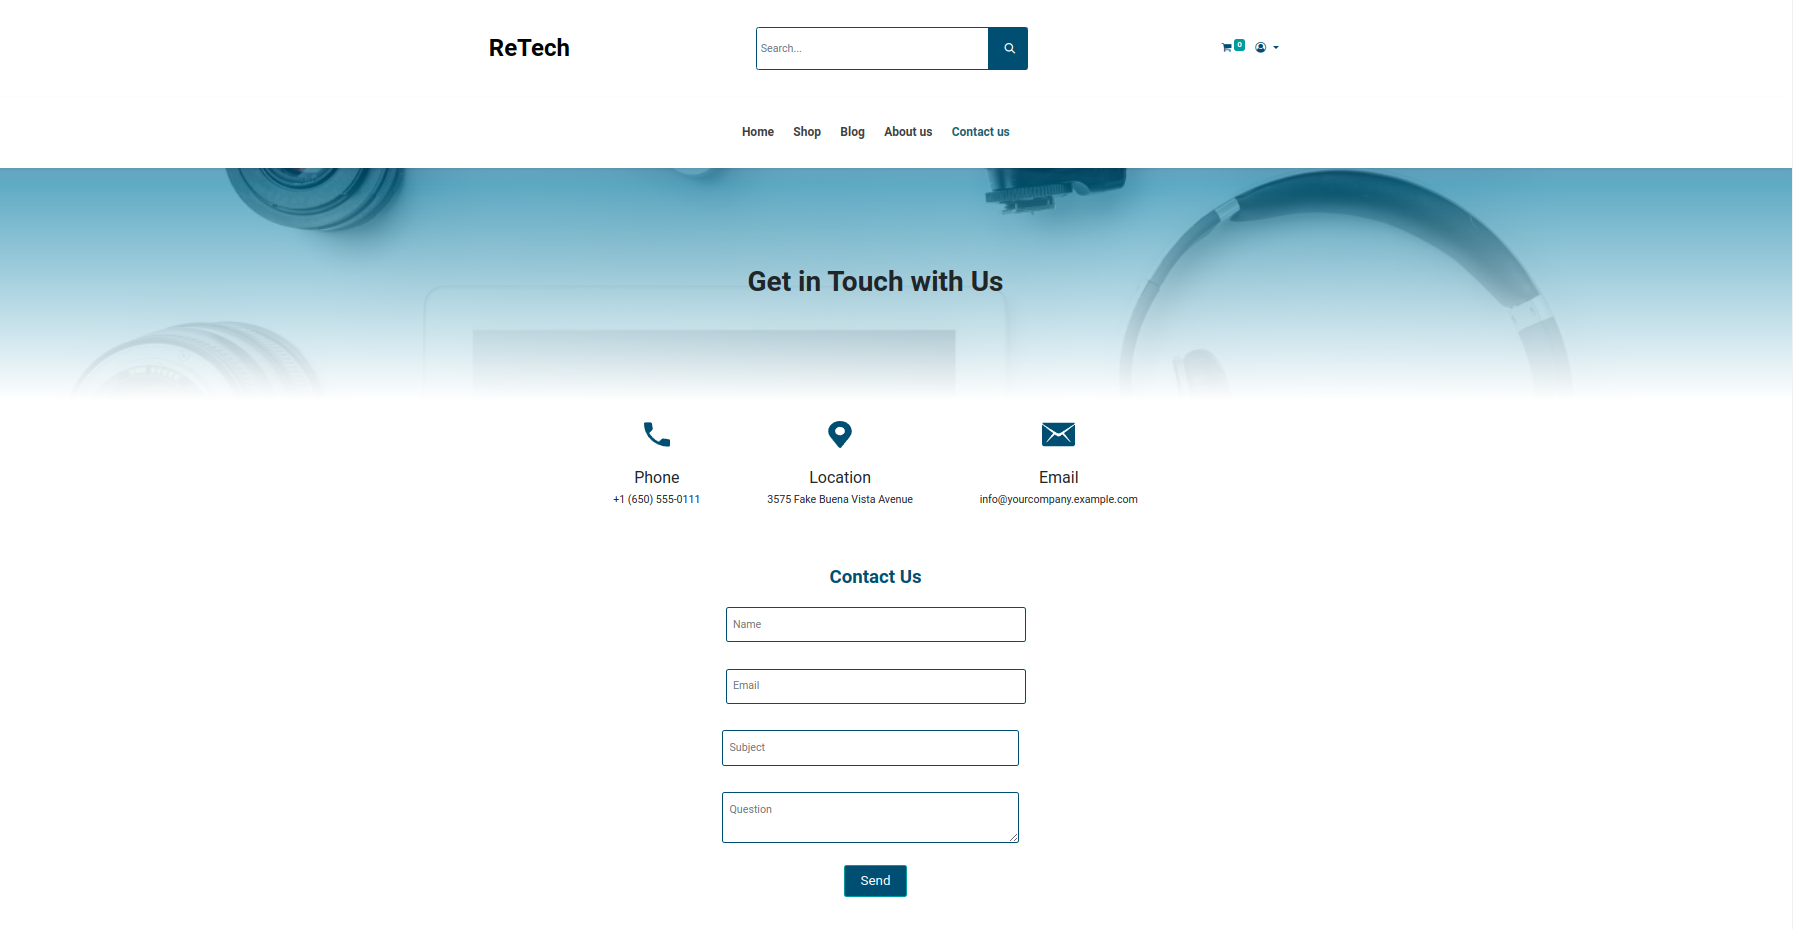 ReTech
Search...
0
Home Shop Blog About us Contact us
Get in Touch with Us
Phone
+1 (650) 555-0111
Location
3575 Fake Buena Vista Avenue
Email
info@yourcompany.example.com
Contact Us
Name
Email
Subject
Question
Send